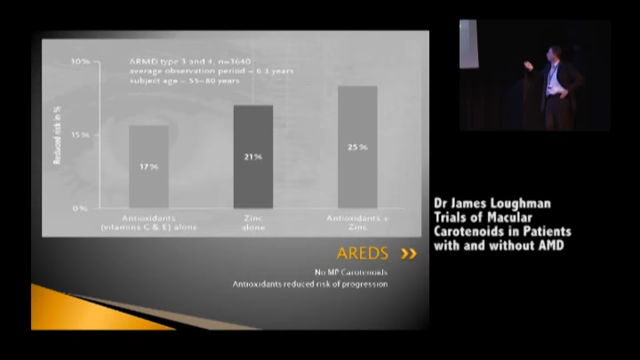 30%
ARMD type 3 and 4, n=3640
average observation period = 6.3 years
subject age = 55-80 years
Reduced risk in %
15%
0%
17%
21%
25%
Antioxidants
(vitamins C & E) alone
Zinc
alone
Antioxidants +
Zinc
AREDS
No MP Carotenoids
Antioxidants reduced risk of progression
Dr James Loughman
Trials of Macular
Carotenoids in Patients
with and without AMD